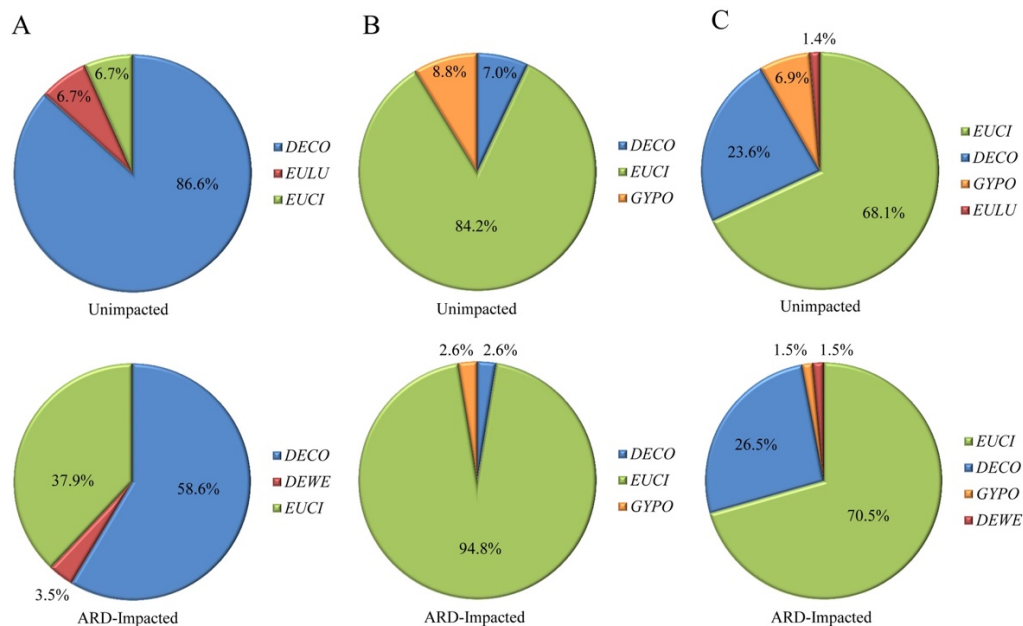 A
6.7%
6.7%
86.6%
DECO
EULU
EUCI
Unimpacted
B
8.8%
7.0%
84.2%
DECO
EUCI
GYPO
Unimpacted
C
1.4%
6.9%
23.6%
68.1%
EUCI
DECO
GYPO
EULU
Unimpacted
37.9%
58.6%
3.5%
DECO
DEWE
EUCI
ARD-Impacted
2.6%
2.6%
94.8%
DECO
EUCI
GYPO
ARD-Impacted
1.5%
1.5%
26.5%
70.5%
EUCI
DECO
GYPO
DEWE
ARD-Impacted